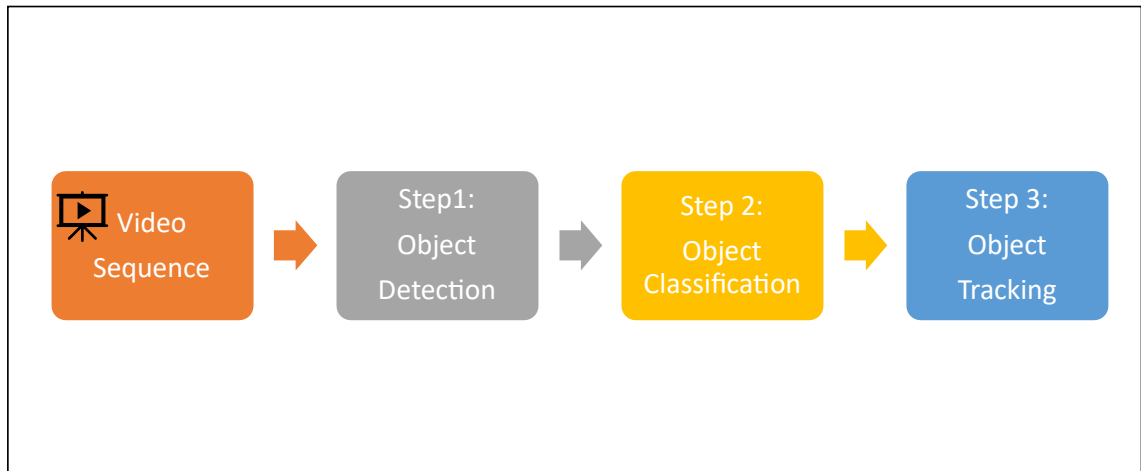 Video
Sequence
Step1:
Object
Detection
Step 2:
Object
Classification
Step 3:
Object
Tracking